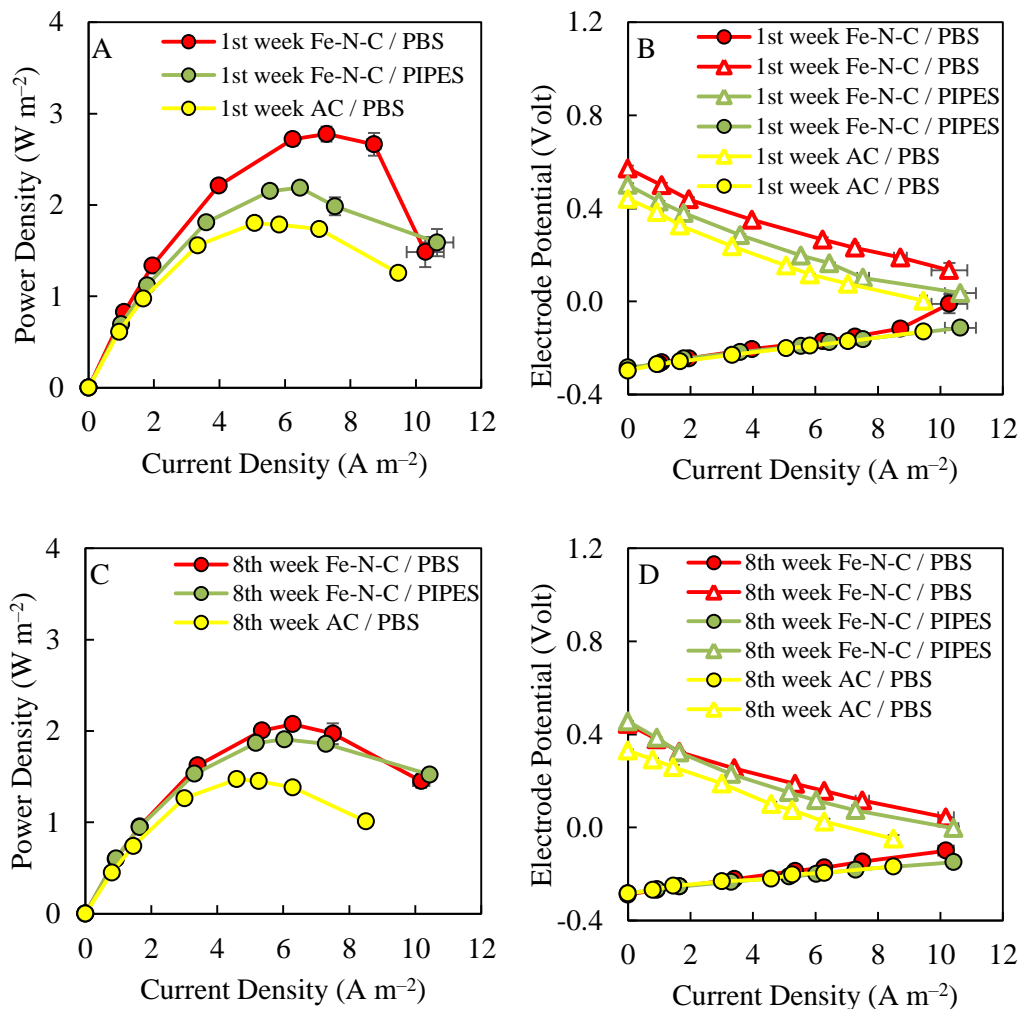 A
1st week Fe-N-C / PBS
1st week Fe-N-C / PIPES
1st week AC / PBS
Power Density (W m⁻²)
4
3
2
1
0
0 2 4 6 8 10 12
Current Density (A m⁻²)
B
1st week Fe-N-C / PBS
1st week Fe-N-C / PBS
1st week Fe-N-C / PIPES
1st week Fe-N-C / PIPES
1st week AC / PBS
1st week AC / PBS
Electrode Potential (Volt)
1.2
0.8
0.4
0.0
-0.4
0 2 4 6 8 10 12
Current Density (A m⁻²)
C
8th week Fe-N-C / PBS
8th week Fe-N-C / PIPES
8th week AC / PBS
Power Density (W m⁻²)
4
3
2
1
0
0 2 4 6 8 10 12
Current Density (A m⁻²)
D
8th week Fe-N-C / PBS
8th week Fe-N-C / PBS
8th week Fe-N-C / PIPES
8th week Fe-N-C / PIPES
8th week AC / PBS
8th week AC / PBS
Electrode Potential (Volt)
1.2
0.8
0.4
0.0
-0.4
0 2 4 6 8 10 12
Current Density (A m⁻²)